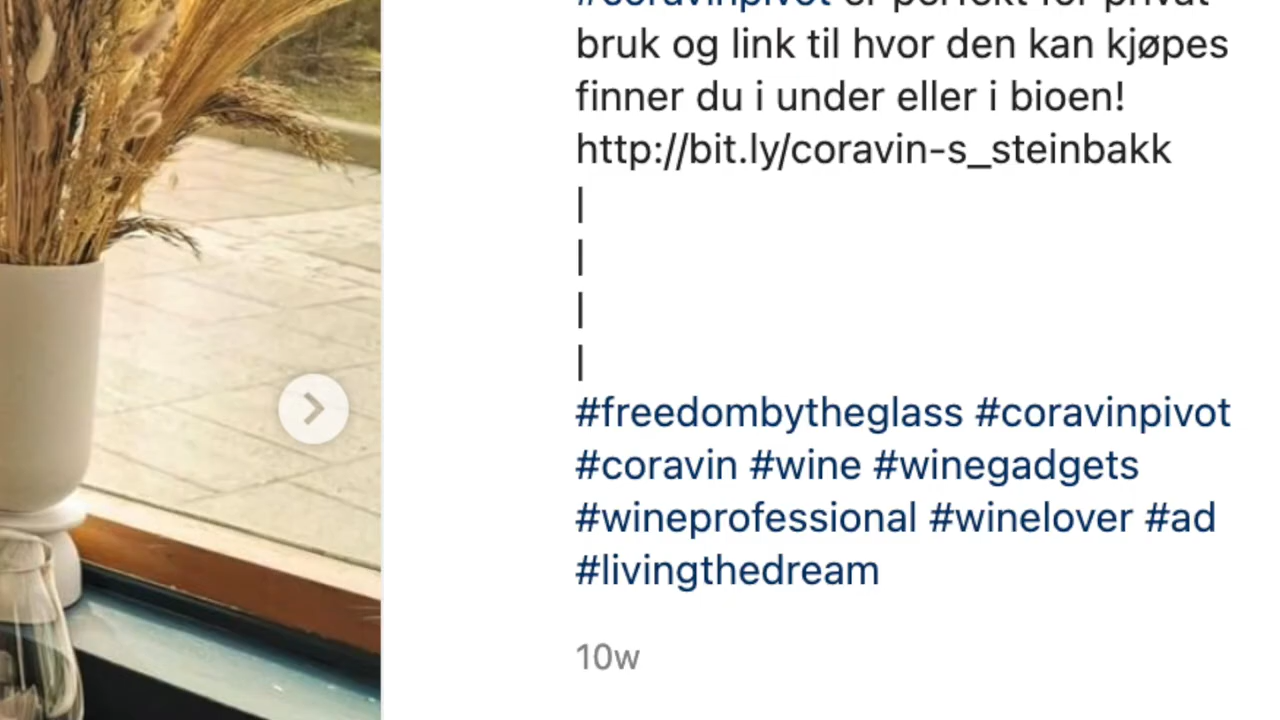 #coravinpivot er perfekt for privat
bruk og link til hvor den kan kjøpes
finner du i under eller i bioen!
http://bit.ly/coravin-s_steinbakk
|
|
|
|
#freedombytheglass #coravinpivot
#coravin #wine #winegadgets
#wineprofessional #winelover #ad
#livingthedream
10w